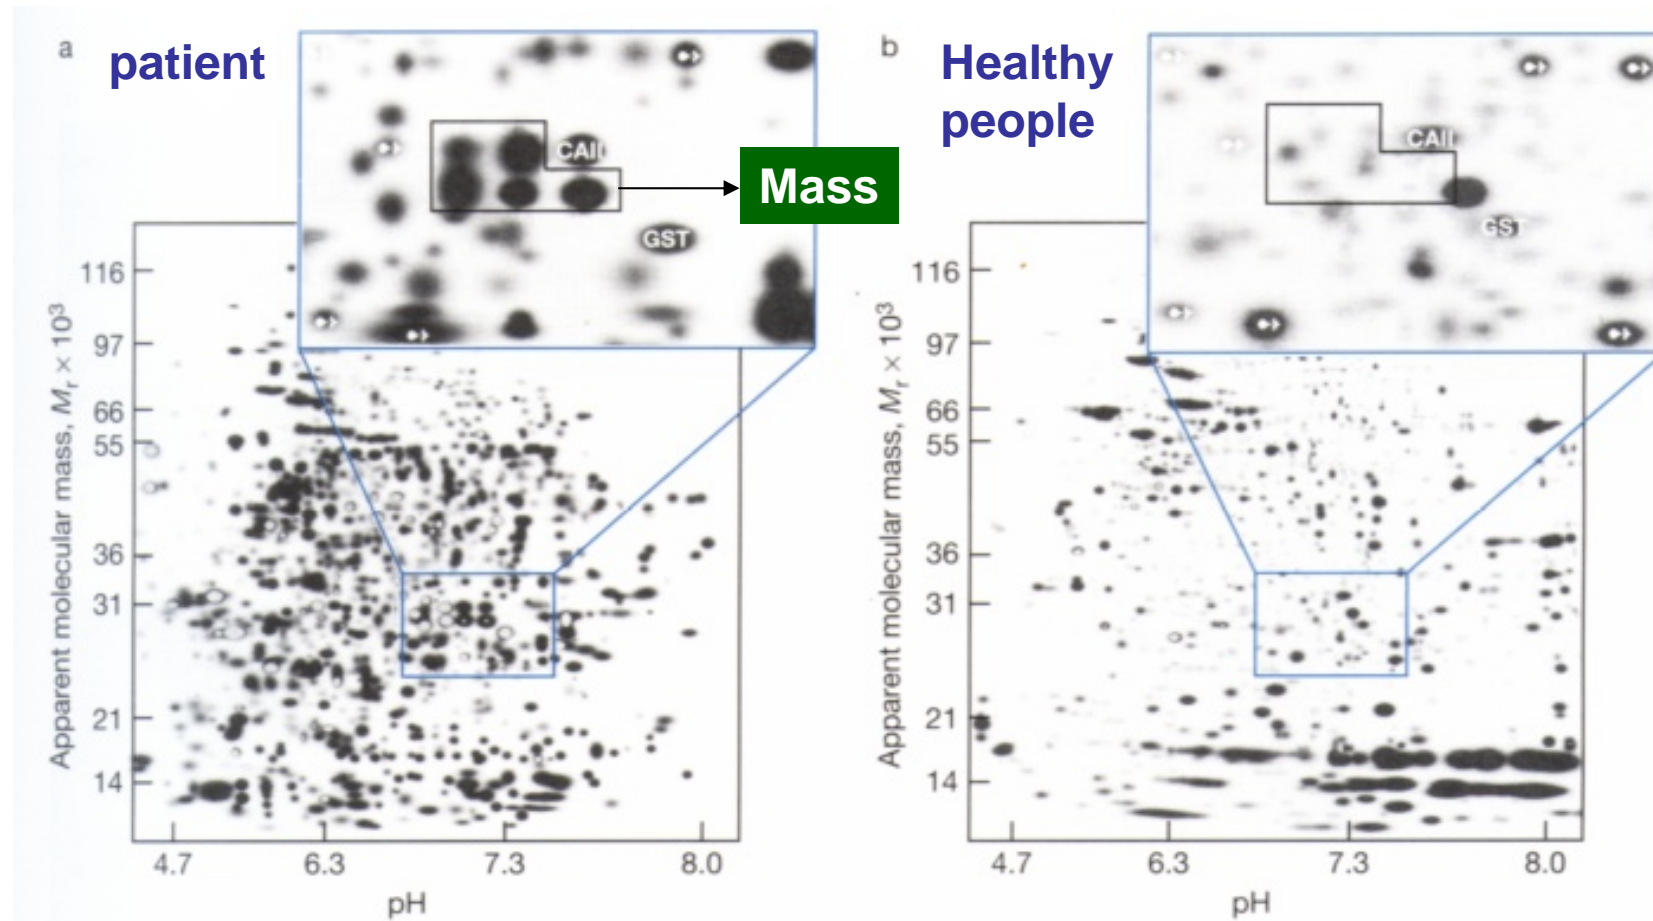 a
patient
CAII
Mass
GST
116
97
66
55
36
31
21
14
Apparent molecular mass, Mr × 10³
4.7 6.3 7.3 8.0
pH
b
Healthy
people
CAII
GST
116
97
66
55
36
31
21
14
Apparent molecular mass, Mr × 10³
4.7 6.3 7.3 8.0
pH